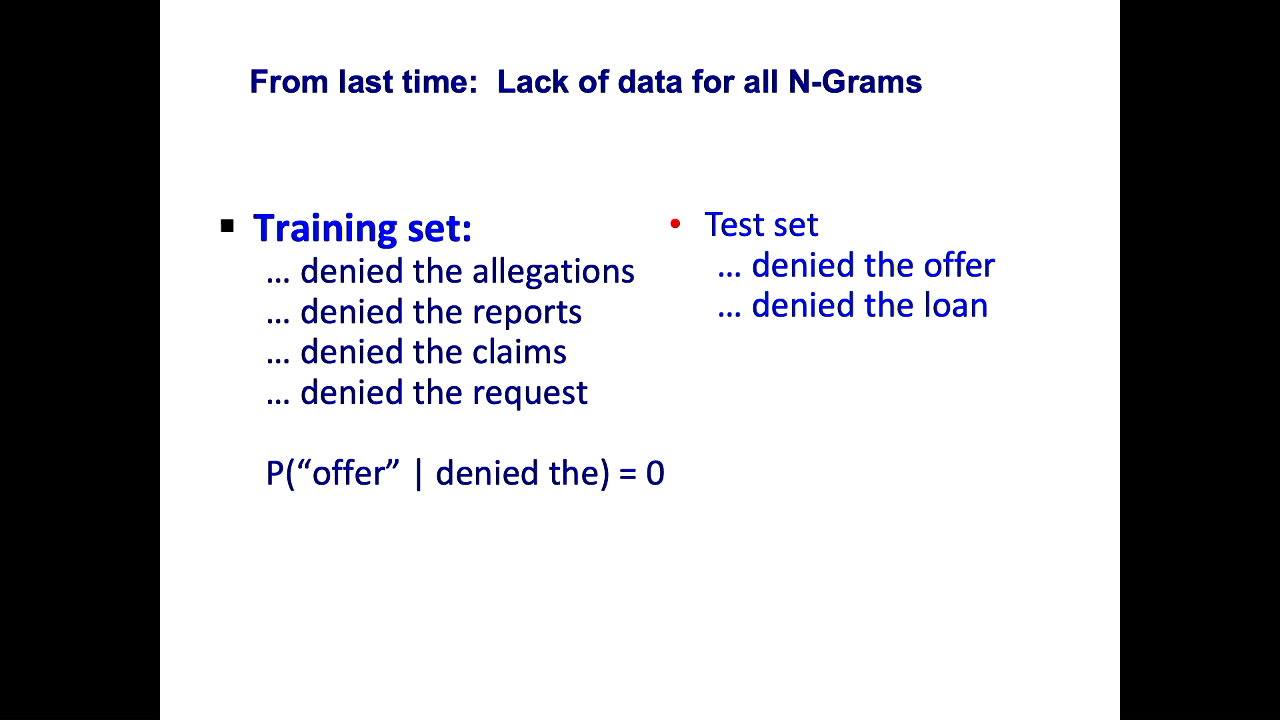 From last time:  Lack of data for all N-Grams
▪ Training set:
… denied the allegations
… denied the reports
… denied the claims
… denied the request
P(“offer” | denied the) = 0
• Test set
… denied the offer
… denied the loan